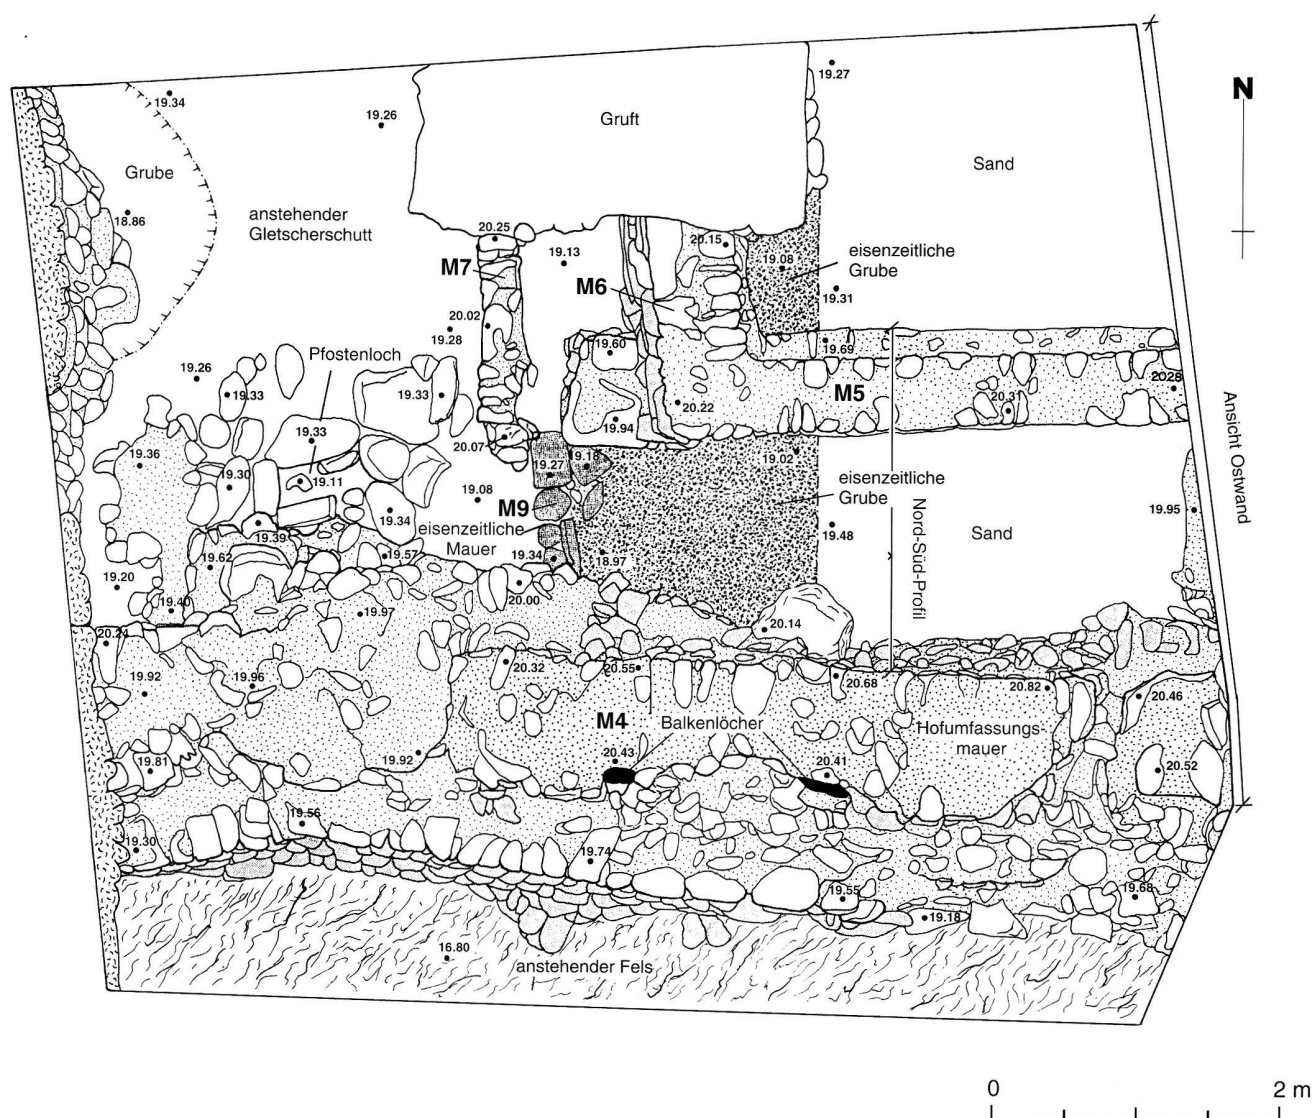 19.27
19.34
N
19.26
Gruft
Sand
Grube
18.86
anstehender
Gletscherschutt
20.25
20.15
19.13
eisenzeitliche
Grube
M7
19.08
M6
19.31
20.02
19.28
19.60
19.69
Pfostenloch
19.26
2028
19.33
19.33
M5
20.31
20.22
Ansicht Ostwand
19.94
19.33
20.07
19.36
19.18
19.02
19.27
19.30
19.11
eisenzeitliche
Grube
19.08
M9
Nord-Süd-Profil
19.95
19.34
eisenzeitliche
Mauer
19.39
19.48
Sand
19.57
19.62
19.34
18.97
19.20
20.00
19.40
19.97
20.14
20.24
20.32
20.55
19.92
19.96
20.68
20.82
20.46
M4
Balkenlöcher
Hofumfassungs-
mauer
20.43
19.92
19.81
20.41
20.52
19.56
19.30
19.74
19.55
19.68
19.18
16.80
anstehender Fels
0
2 m